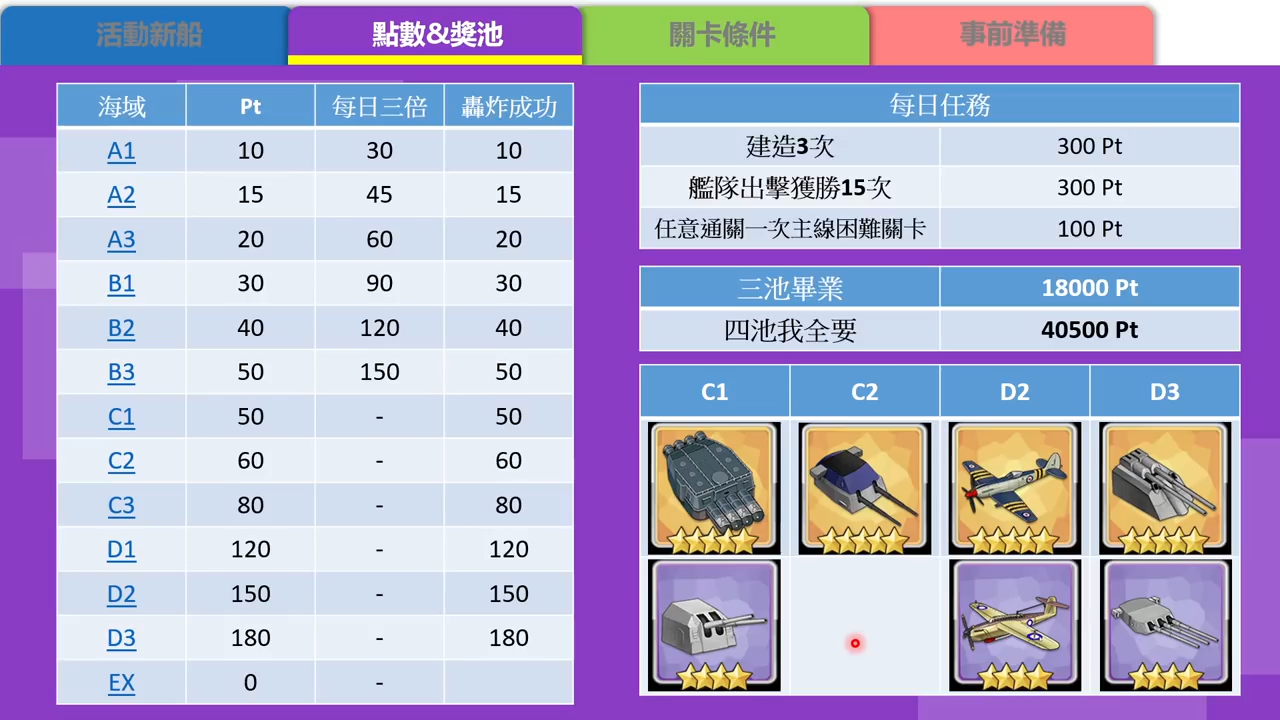 活動新船 點數&獎池 關卡條件 事前準備
海域 Pt 每日三倍 轟炸成功
A1 10 30 10
A2 15 45 15
A3 20 60 20
B1 30 90 30
B2 40 120 40
B3 50 150 50
C1 50 - 50
C2 60 - 60
C3 80 - 80
D1 120 - 120
D2 150 - 150
D3 180 - 180
EX 0 -
每日任務
建造3次 300 Pt
艦隊出擊獲勝15次 300 Pt
任意通關一次主線困難關卡 100 Pt
三池畢業 18000 Pt
四池我全要 40500 Pt
C1 C2 D2 D3